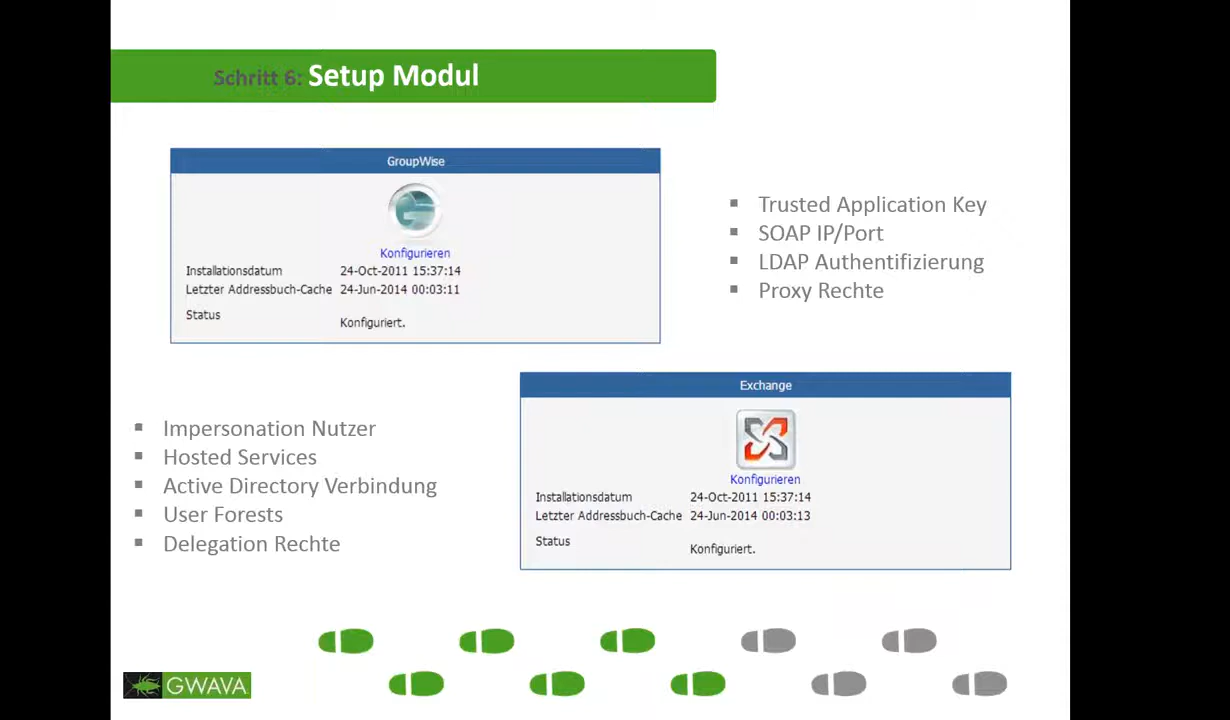 Schritt 6: Setup Modul
GroupWise
Konfigurieren
Installationsdatum 24-Oct-2011 15:37:14
Letzter Addressbuch-Cache 24-Jun-2014 00:03:11
Status
Konfiguriert.
▪ Trusted Application Key
▪ SOAP IP/Port
▪ LDAP Authentifizierung
▪ Proxy Rechte
▪ Impersonation Nutzer
▪ Hosted Services
▪ Active Directory Verbindung
▪ User Forests
▪ Delegation Rechte
Exchange
Konfigurieren
Installationsdatum 24-Oct-2011 15:37:14
Letzter Addressbuch-Cache 24-Jun-2014 00:03:13
Status
Konfiguriert.
GWAVA